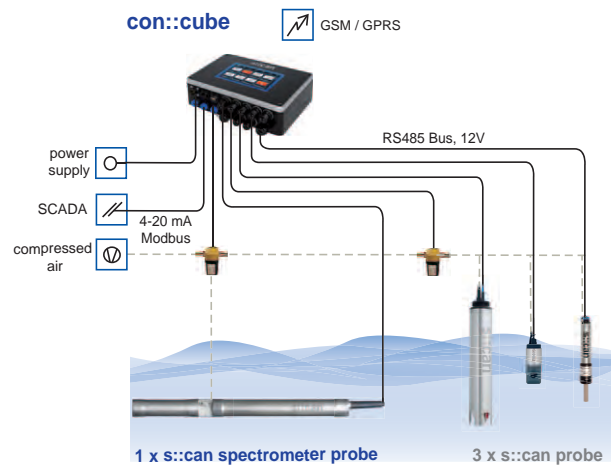 con::cube
GSM / GPRS
RS485 Bus, 12V
power
supply
SCADA
4-20 mA
Modbus
compressed
air
s::can
1 x s::can spectrometer probe
3 x s::can probe